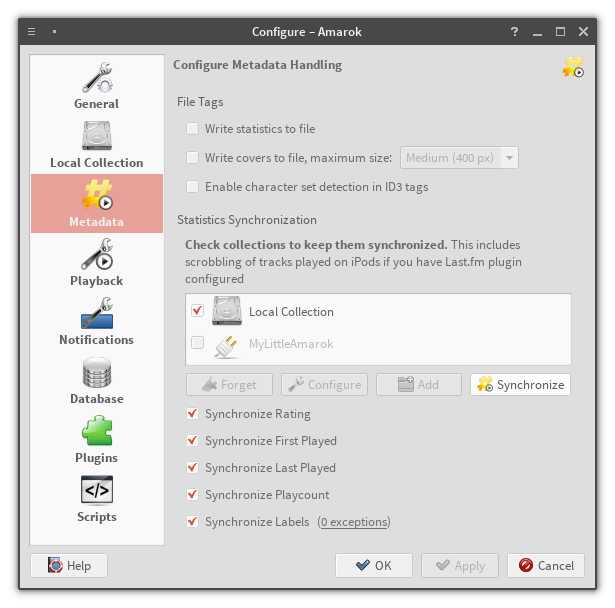 Configure – Amarok
?
General
Local Collection
Metadata
Playback
Notifications
Database
Plugins
</>
Scripts
Configure Metadata Handling
File Tags
Write statistics to file
Write covers to file, maximum size: Medium (400 px)
Enable character set detection in ID3 tags
Statistics Synchronization
Check collections to keep them synchronized. This includes
scrobbling of tracks played on iPods if you have Last.fm plugin
configured
Local Collection
MyLittleAmarok
Forget Configure Add Synchronize
Synchronize Rating
Synchronize First Played
Synchronize Last Played
Synchronize Playcount
Synchronize Labels (0 exceptions)
Help OK Apply Cancel